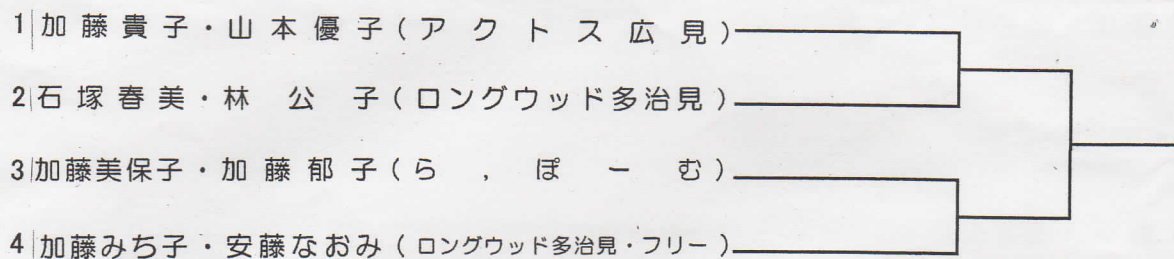 1 加藤貴子・山本優子(アクトス広見)
2 石塚春美・林 公 子(ロングウッド多治見)
3 加藤美保子・加藤郁子(ら,ぽーむ)
4 加藤みち子・安藤なおみ(ロングウッド多治見・フリー)